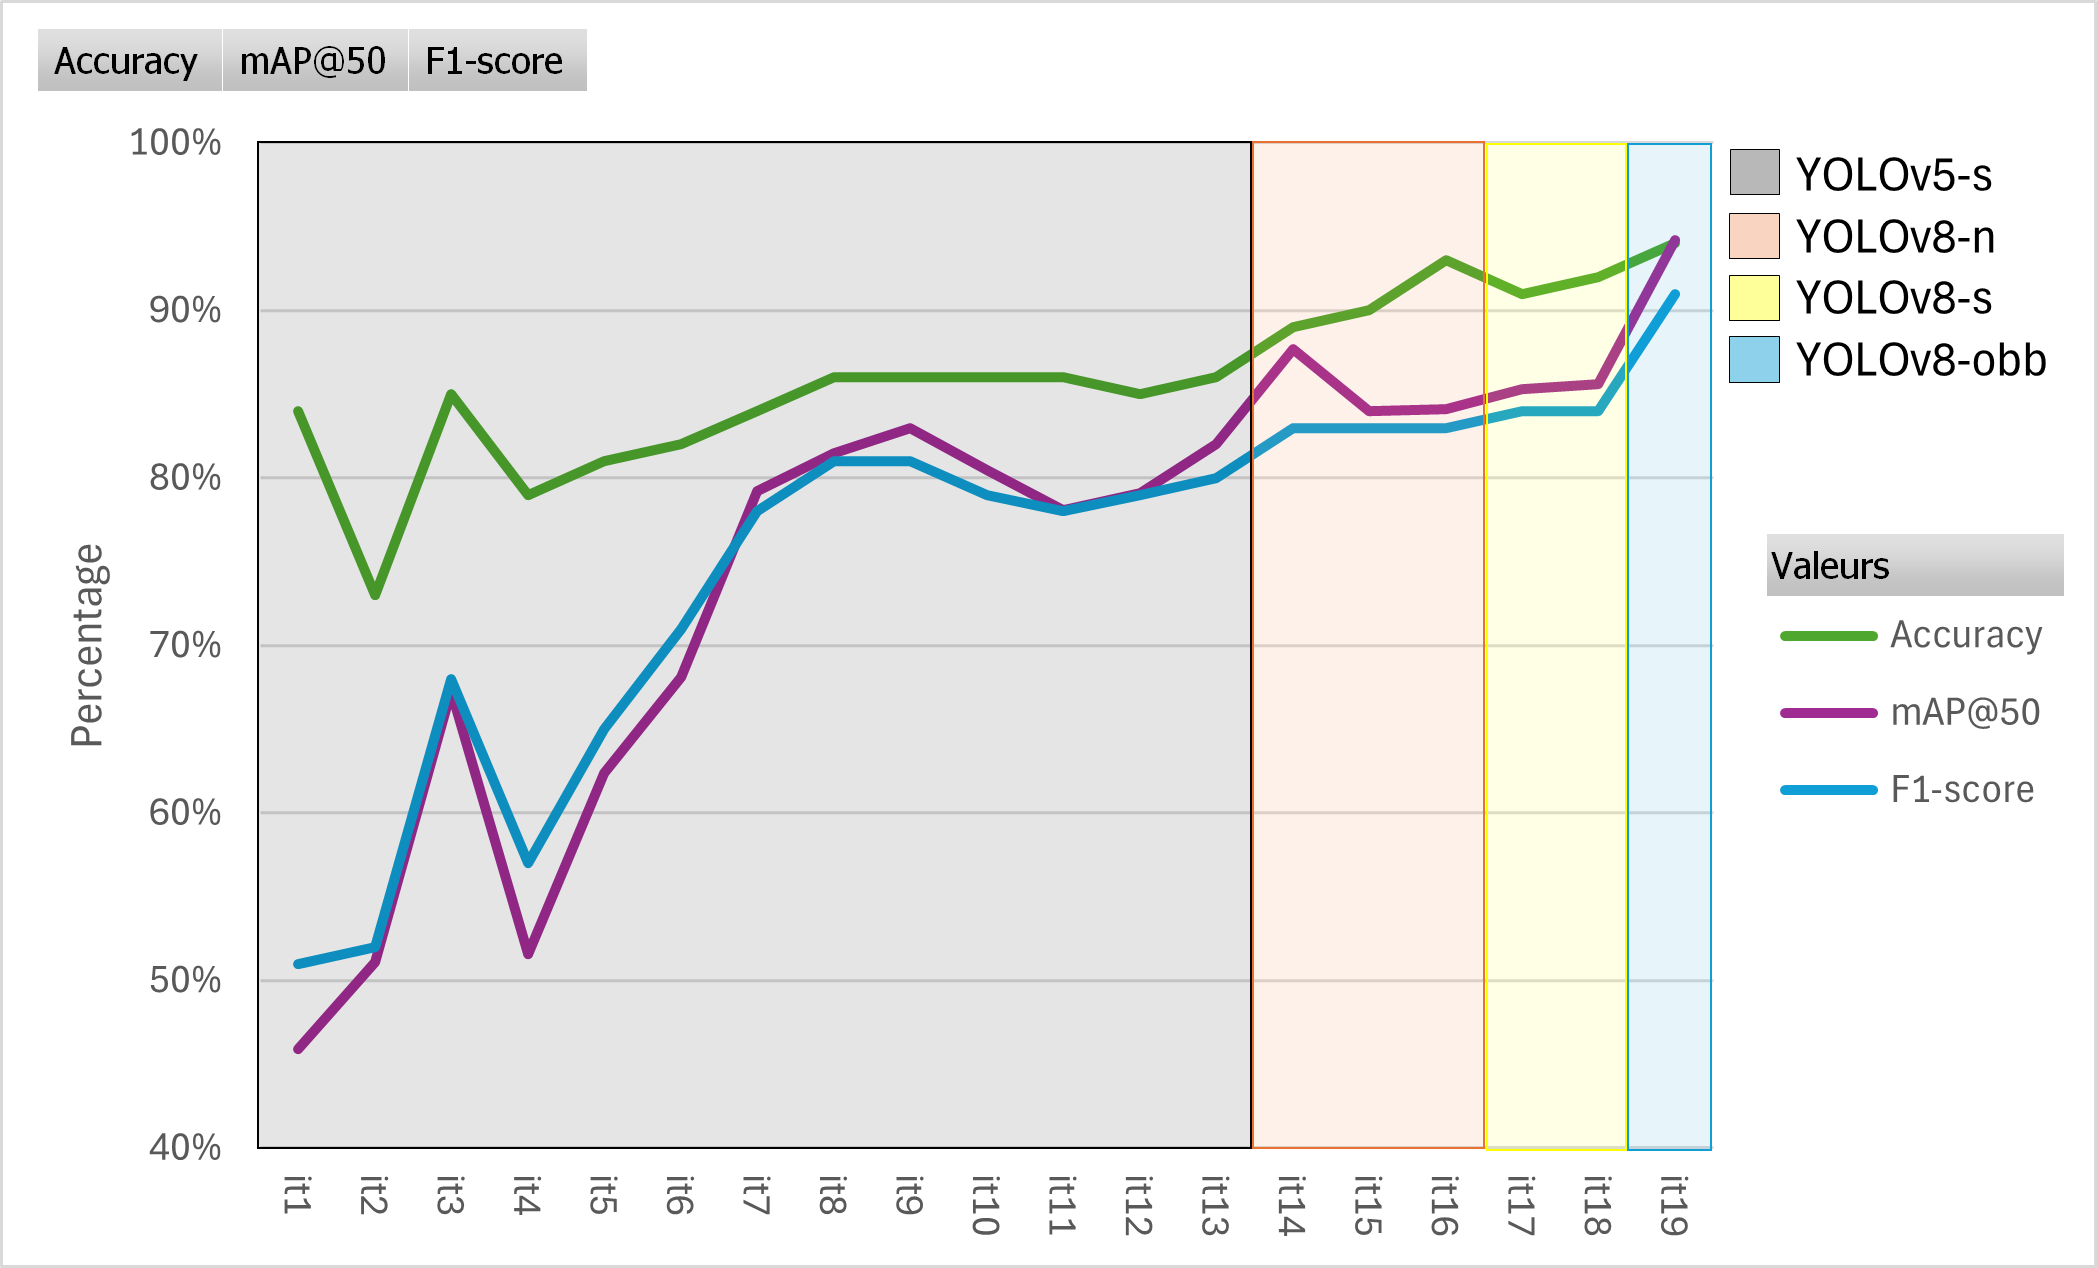 Accuracy mAP@50 F1-score
100%
90%
80%
70%
60%
50%
40%
Percentage
it1 it2 it3 it4 it5 it6 it7 it8 it9 it10 it11 it12 it13 it14 it15 it16 it17 it18 it19
YOLOv5-s
YOLOv8-n
YOLOv8-s
YOLOv8-obb
Valeurs
Accuracy
mAP@50
F1-score